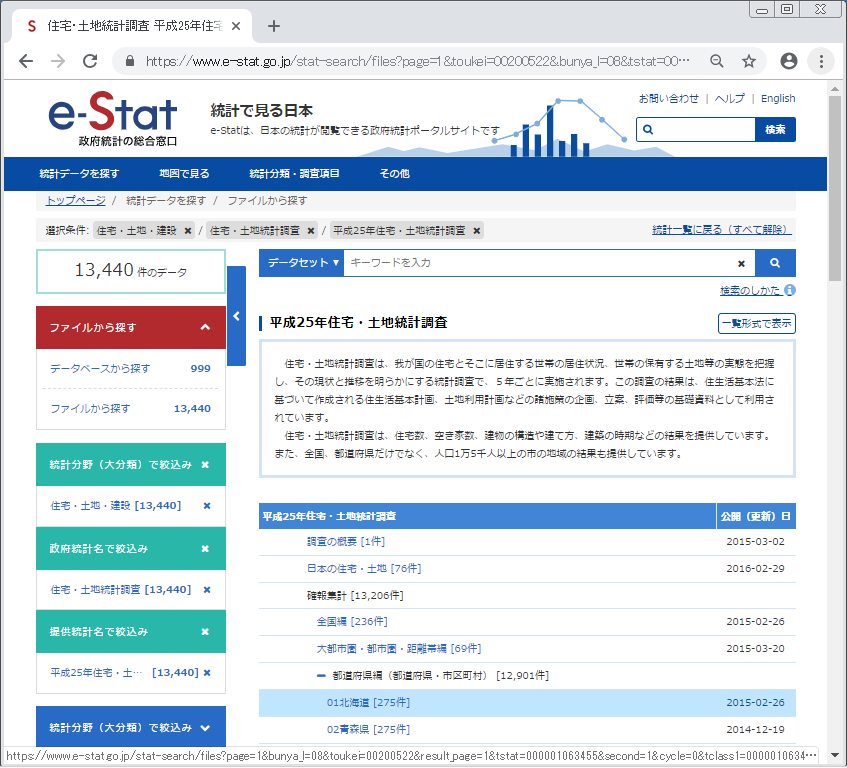 住宅・土地統計調査 平成25年住宅
https://www.e-stat.go.jp/stat-search/files?page=1&toukei=00200522&bunya_l=08&tstat=00…
e-Stat
政府統計の総合窓口
統計で見る日本
e-Statは、日本の統計が閲覧できる政府統計ポータルサイトです
お問い合わせ | ヘルプ | English
検索
統計データを探す 地図で見る 統計分類・調査項目 その他
トップページ / 統計データを探す / ファイルから探す
選択条件: 住宅・土地・建設 × / 住宅・土地統計調査 × / 平成25年住宅・土地統計調査 ×
統計一覧に戻る（すべて解除）
13,440 件のデータ
ファイルから探す
データベースから探す 999
ファイルから探す 13,440
統計分野（大分類）で絞込み ×
住宅・土地・建設 [13,440] ×
政府統計名で絞込み ×
住宅・土地統計調査 [13,440] ×
提供統計名で絞込み ×
平成25年住宅・土… [13,440] ×
統計分野（大分類）で絞込み
データセット ▼ キーワードを入力 ×
検索のしかた
平成25年住宅・土地統計調査
一覧形式で表示
住宅・土地統計調査は、我が国の住宅とそこに居住する世帯の居住状況、世帯の保有する土地等の実態を把握
し、その現状と推移を明らかにする統計調査で、５年ごとに実施されます。この調査の結果は、住生活基本法に
基づいて作成される住生活基本計画、土地利用計画などの諸施策の企画、立案、評価等の基礎資料として利用さ
れています。
住宅・土地統計調査は、住宅数、空き家数、建物の構造や建て方、建築の時期などの結果を提供しています。
また、全国、都道府県だけでなく、人口1万5千人以上の市の地域の結果も提供しています。
平成25年住宅・土地統計調査 公開（更新）日
調査の概要 [1件] 2015-03-02
日本の住宅・土地 [76件] 2016-02-29
確報集計 [13,206件]
全国編 [236件] 2015-02-26
大都市圏・都市圏・距離帯編 [69件] 2015-03-20
都道府県編（都道府県・市区町村） [12,901件]
01北海道 [275件] 2015-02-26
02青森県 [275件] 2014-12-19
https://www.e-stat.go.jp/stat-search/files?page=1&bunya_l=08&toukei=00200522&result_page=1&tstat=000001063455&second=1&cycle=0&tclass1=0000010634…